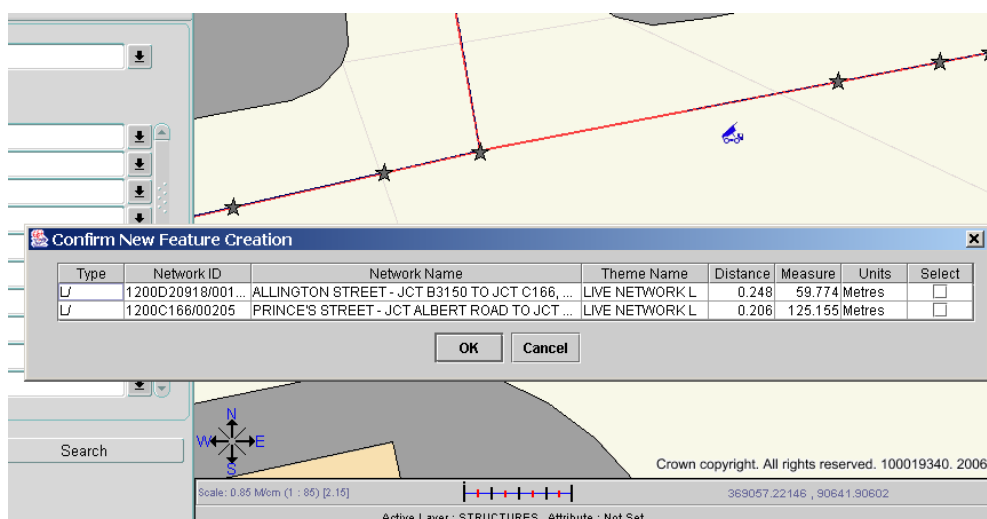 Confirm New Feature Creation
Type Network ID Network Name Theme Name Distance Measure Units Select
L/ 1200D20918/001... ALLINGTON STREET - JCT B3150 TO JCT C166, ... LIVE NETWORK L 0.248 59.774 Metres
L/ 1200C166/00205 PRINCE'S STREET - JCT ALBERT ROAD TO JCT ... LIVE NETWORK L 0.206 125.155 Metres
OK Cancel
N
W E
S
Search
Crown copyright. All rights reserved. 100019340. 2006
Scale: 0.85 M/cm (1 : 85) [2.15] 369057.22146 , 90641.90602
Active Layer : STRUCTURES Attribute : Not Set